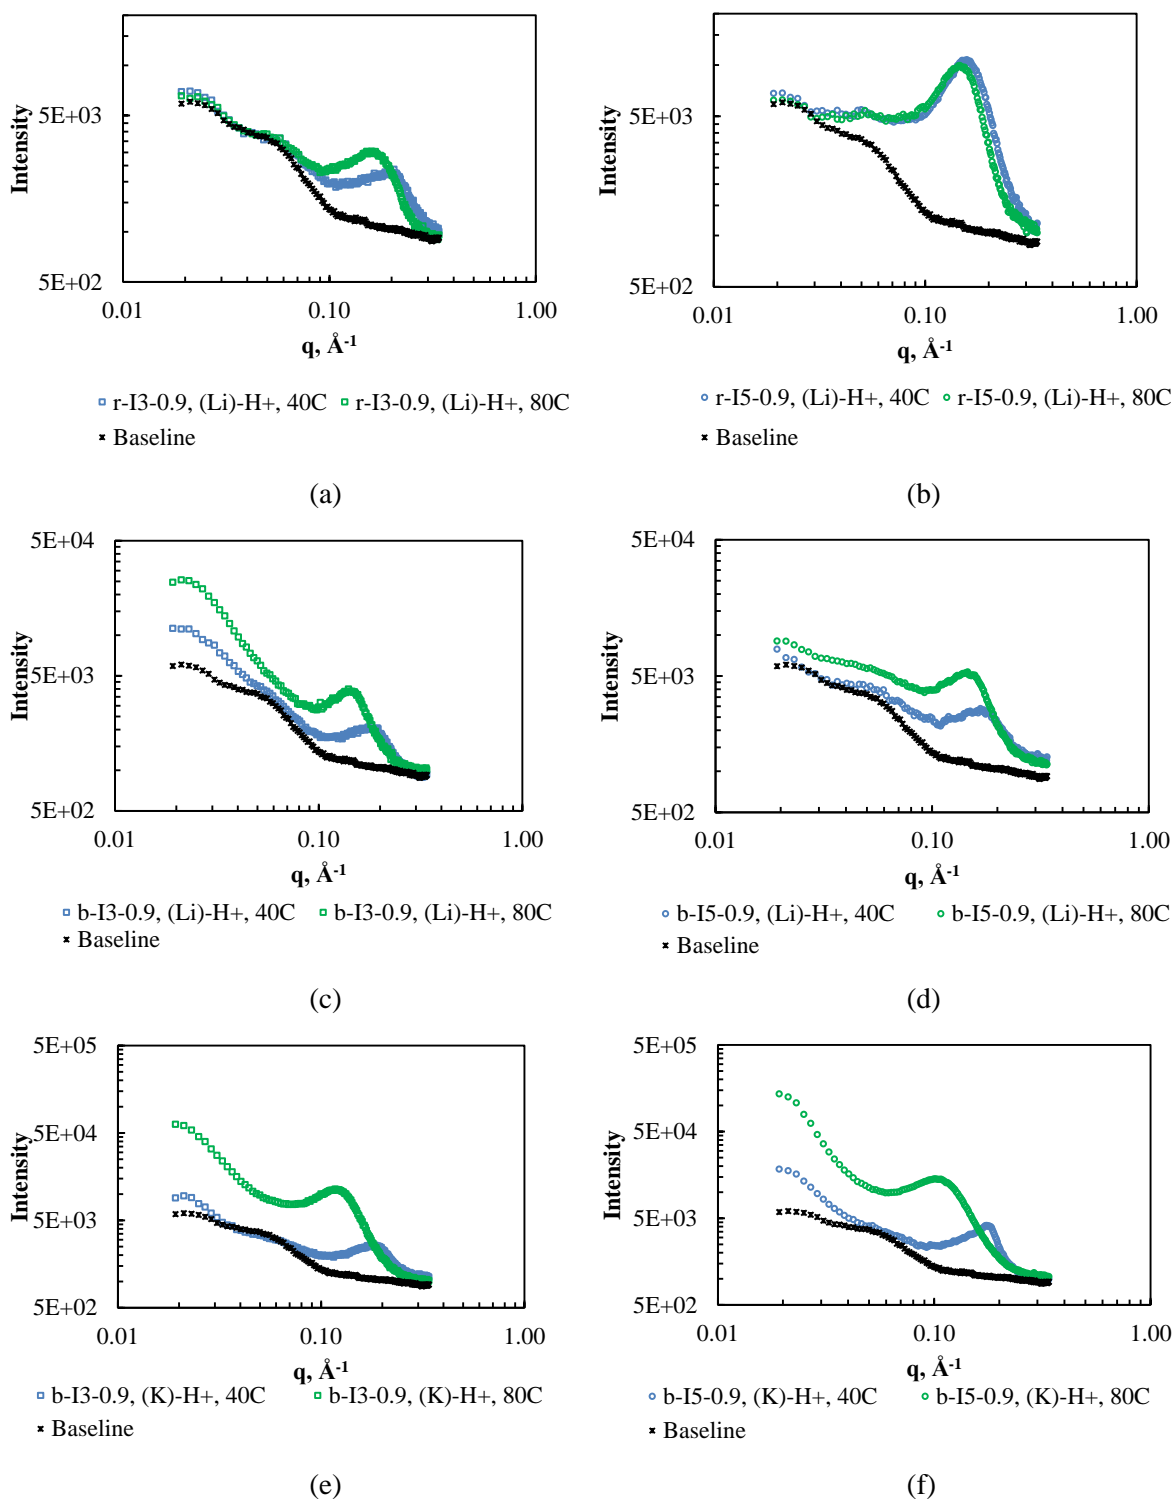 Intensity
5E+03
5E+02
0.01 0.10 1.00
q, Å-1
r-I3-0.9, (Li)-H+, 40C r-I3-0.9, (Li)-H+, 80C
Baseline
(a)
Intensity
5E+03
5E+02
0.01 0.10 1.00
q, Å-1
r-I5-0.9, (Li)-H+, 40C r-I5-0.9, (Li)-H+, 80C
Baseline
(b)
Intensity
5E+04
5E+03
5E+02
0.01 0.10 1.00
q, Å-1
b-I3-0.9, (Li)-H+, 40C b-I3-0.9, (Li)-H+, 80C
Baseline
(c)
Intensity
5E+04
5E+03
5E+02
0.01 0.10 1.00
q, Å-1
b-I5-0.9, (Li)-H+, 40C b-I5-0.9, (Li)-H+, 80C
Baseline
(d)
Intensity
5E+05
5E+04
5E+03
5E+02
0.01 0.10 1.00
q, Å-1
b-I3-0.9, (K)-H+, 40C b-I3-0.9, (K)-H+, 80C
Baseline
(e)
Intensity
5E+05
5E+04
5E+03
5E+02
0.01 0.10 1.00
q, Å-1
b-I5-0.9, (K)-H+, 40C b-I5-0.9, (K)-H+, 80C
Baseline
(f)